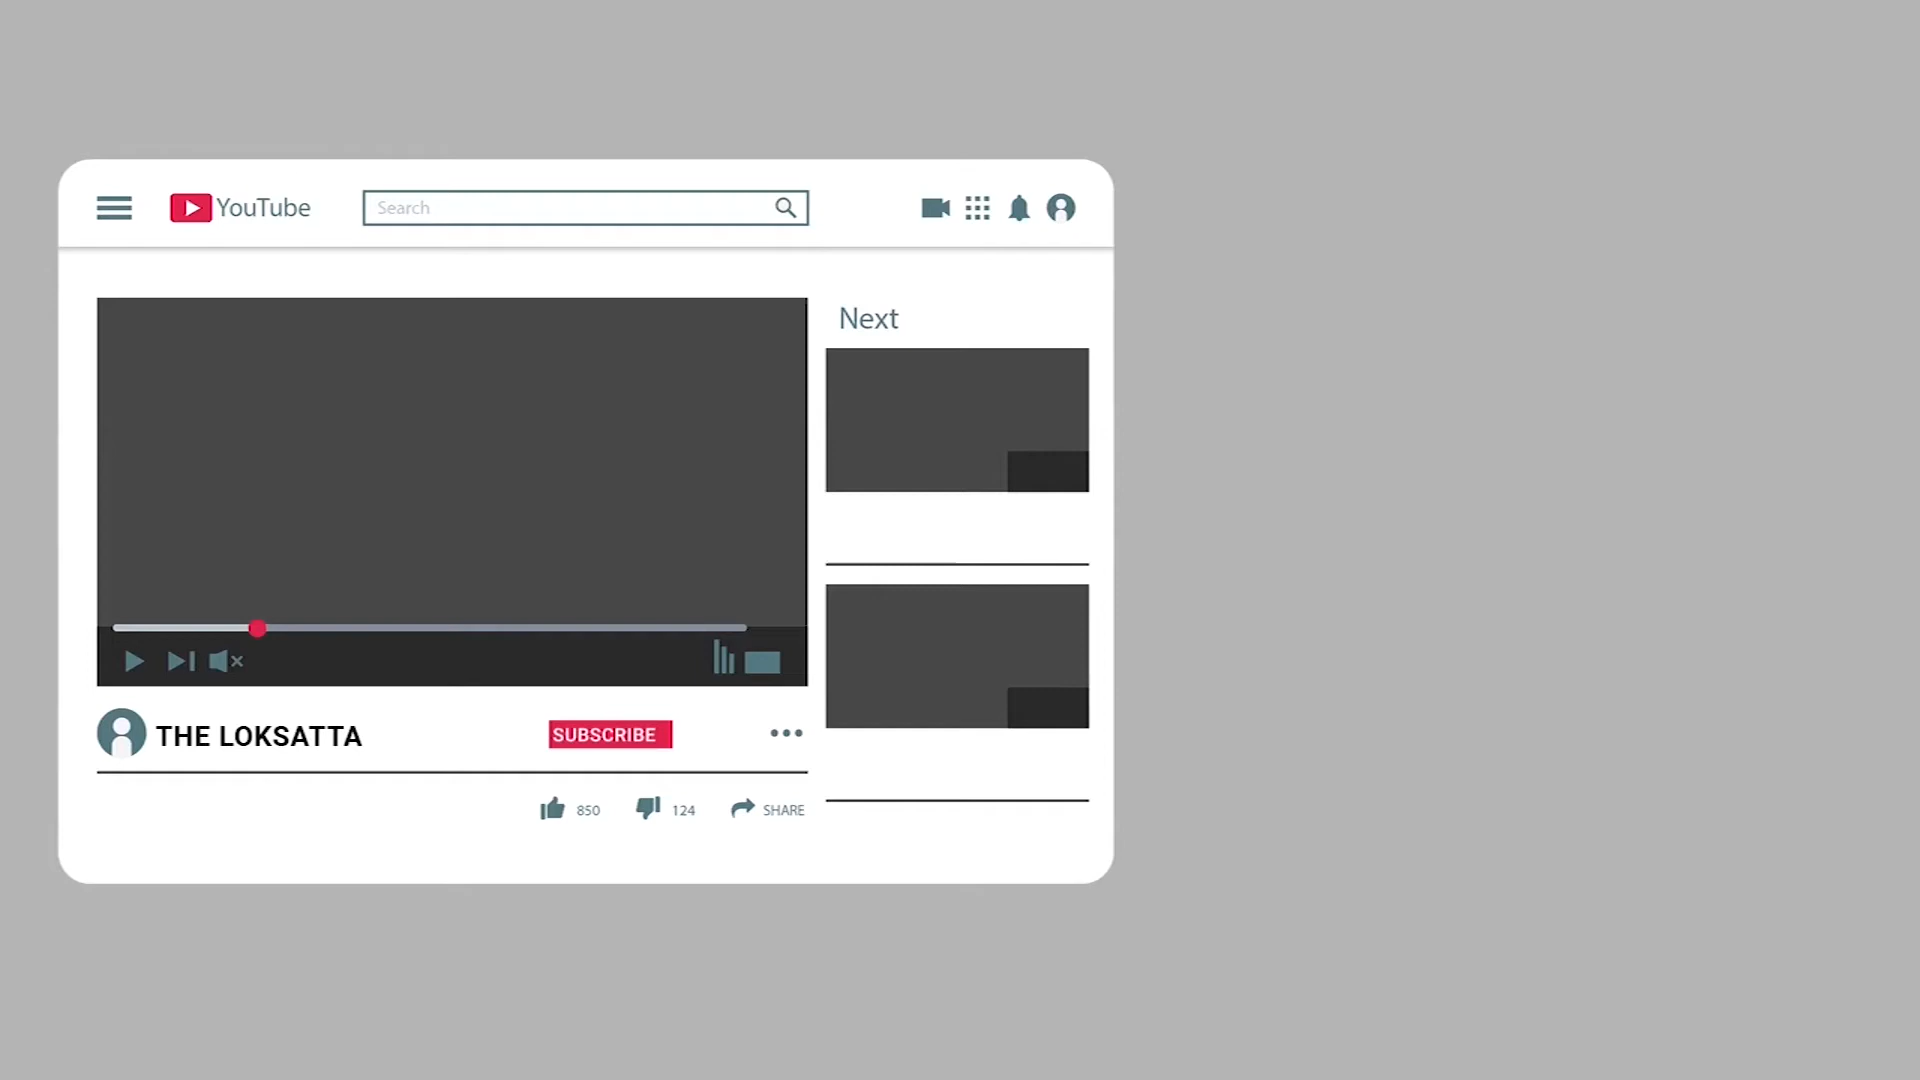 YouTube
Search
Next
THE LOKSATTA
SUBSCRIBE
850
124
SHARE